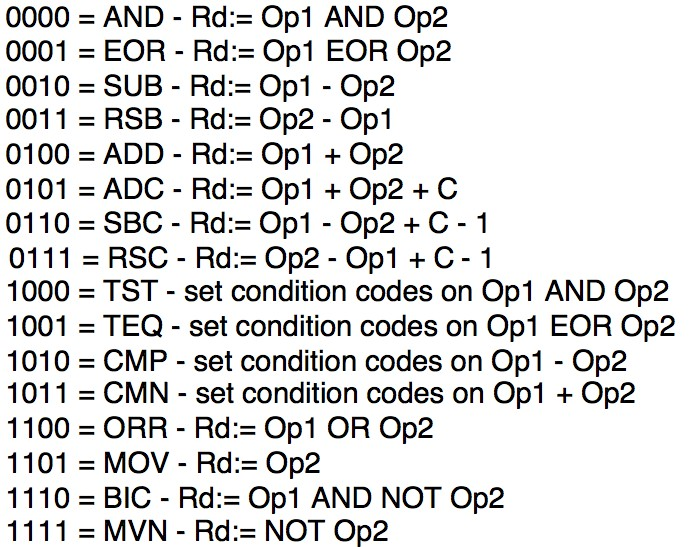 0000 = AND - Rd:= Op1 AND Op2
0001 = EOR - Rd:= Op1 EOR Op2
0010 = SUB - Rd:= Op1 - Op2
0011 = RSB - Rd:= Op2 - Op1
0100 = ADD - Rd:= Op1 + Op2
0101 = ADC - Rd:= Op1 + Op2 + C
0110 = SBC - Rd:= Op1 - Op2 + C - 1
0111 = RSC - Rd:= Op2 - Op1 + C - 1
1000 = TST - set condition codes on Op1 AND Op2
1001 = TEQ - set condition codes on Op1 EOR Op2
1010 = CMP - set condition codes on Op1 - Op2
1011 = CMN - set condition codes on Op1 + Op2
1100 = ORR - Rd:= Op1 OR Op2
1101 = MOV - Rd:= Op2
1110 = BIC - Rd:= Op1 AND NOT Op2
1111 = MVN - Rd:= NOT Op2